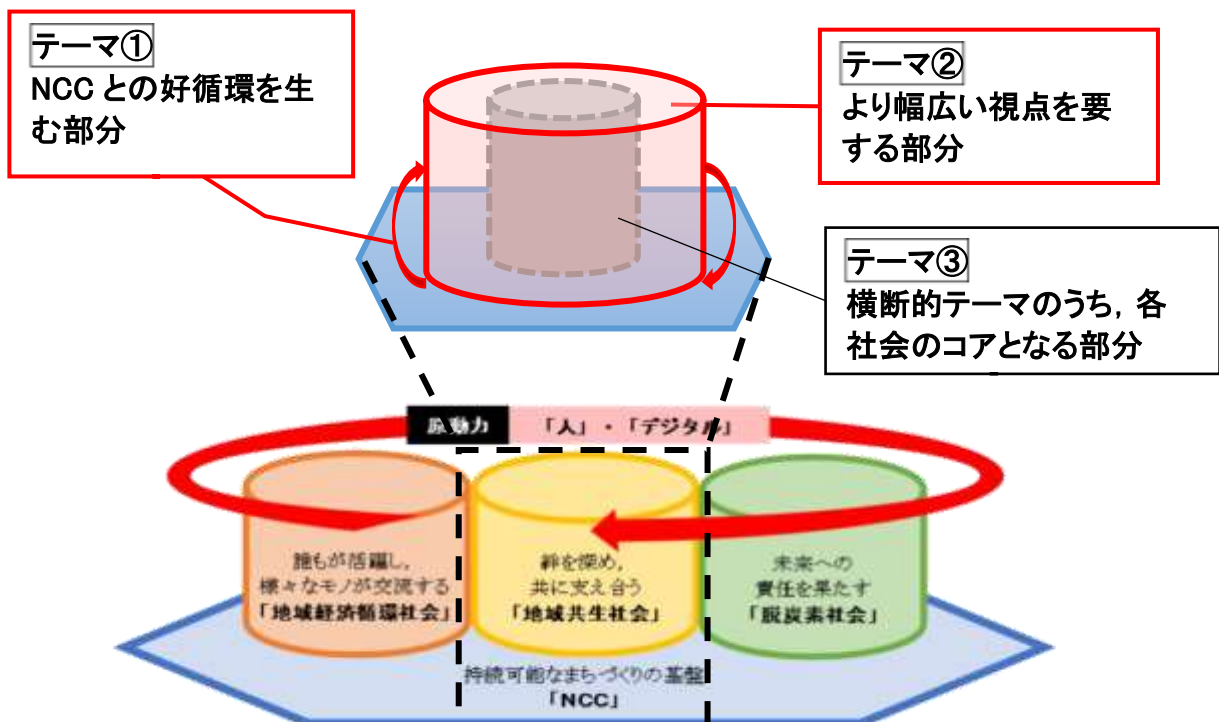 テーマ①
NCC との好循環を生
む部分
テーマ②
より幅広い視点を要
する部分
テーマ③
横断的テーマのうち，各
社会のコアとなる部分
原動力 「人」・「デジタル」
誰もが活躍し，
様々なモノが交流する
「地域経済循環社会」
絆を深め，
共に支え合う
「地域共生社会」
未来への
責任を果たす
「脱炭素社会」
持続可能なまちづくりの基盤
「NCC」